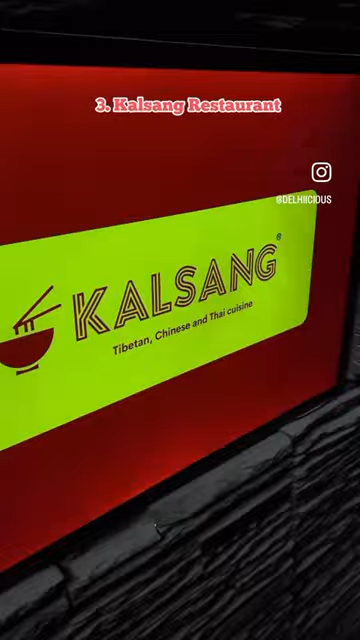 3. Kalsang Restaurant
@DELHIICIOUS
KALSANG®
Tibetan, Chinese and Thai cuisine